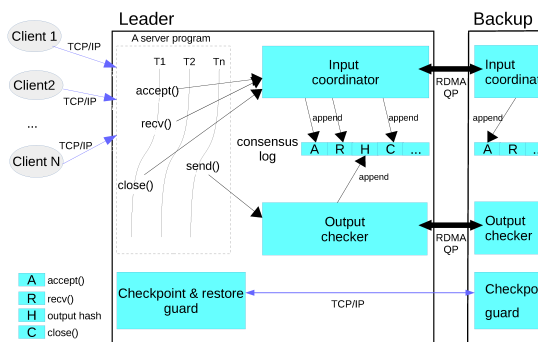 Leader
Backup
Client 1
TCP/IP
A server program
T1 T2 Tn
Input
coordinator
Input
coordina
RDMA
QP
Client2
TCP/IP
accept()
recv()
append
append
append
append
...
TCP/IP
consensus
log
A R H C ...
A R ..
Client N
close()
send()
append
Output
checker
Output
checker
RDMA
QP
A accept()
R recv()
H output hash
C close()
Checkpoint & restore
guard
TCP/IP
Checkpo
guard